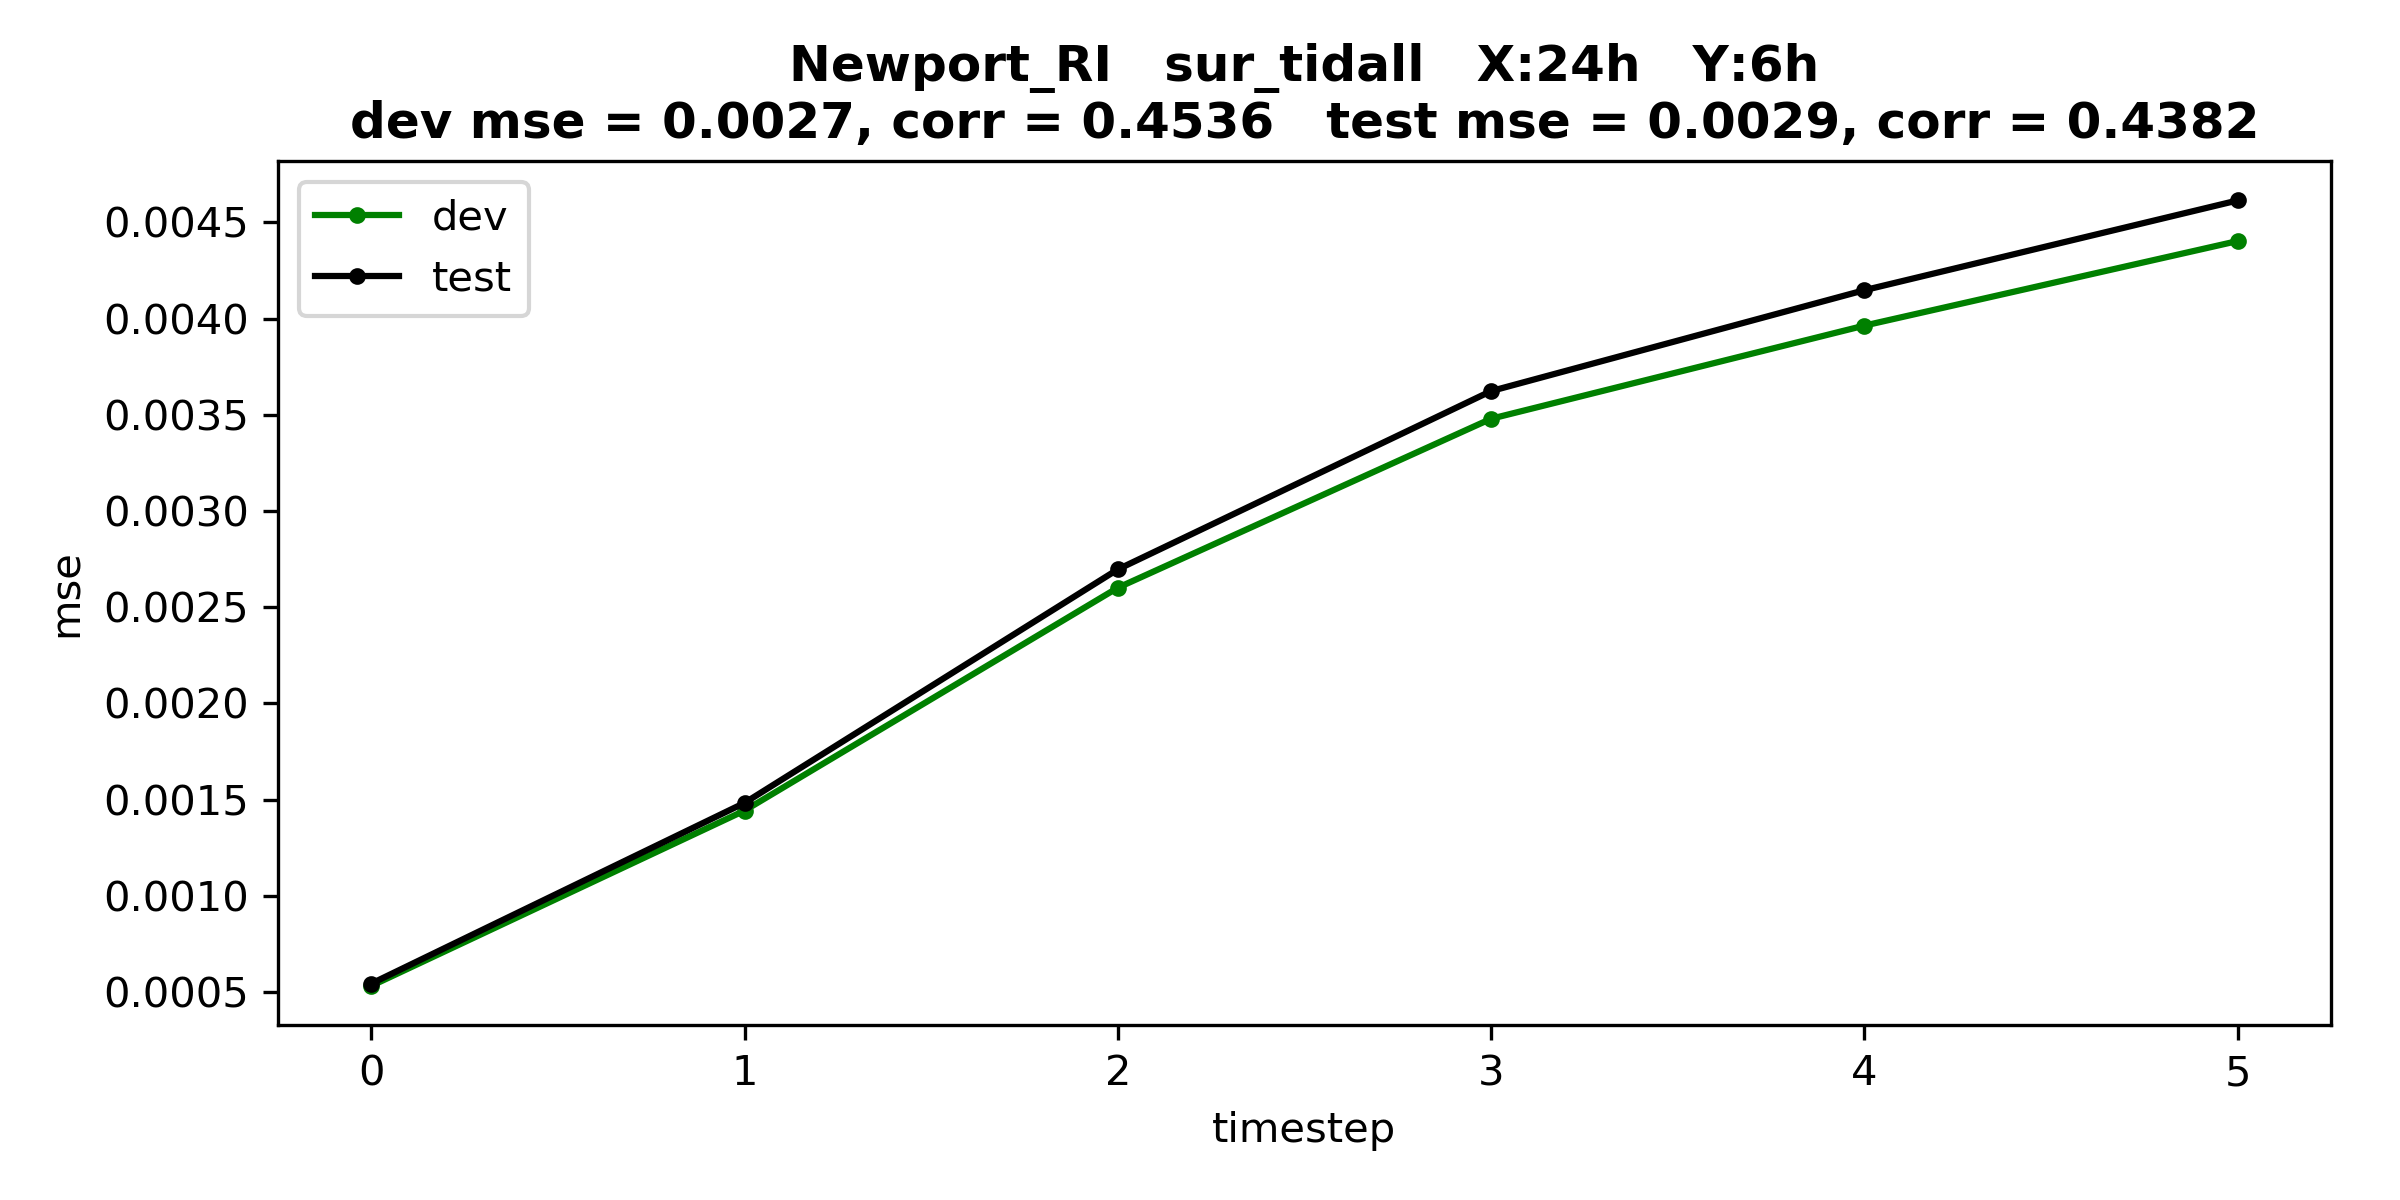 Newport_RI sur_tidall X:24h Y:6h
dev mse = 0.0027, corr = 0.4536 test mse = 0.0029, corr = 0.4382
dev
test
0.0045
0.0040
0.0035
0.0030
0.0025
0.0020
0.0015
0.0010
0.0005
mse
0 1 2 3 4 5
timestep